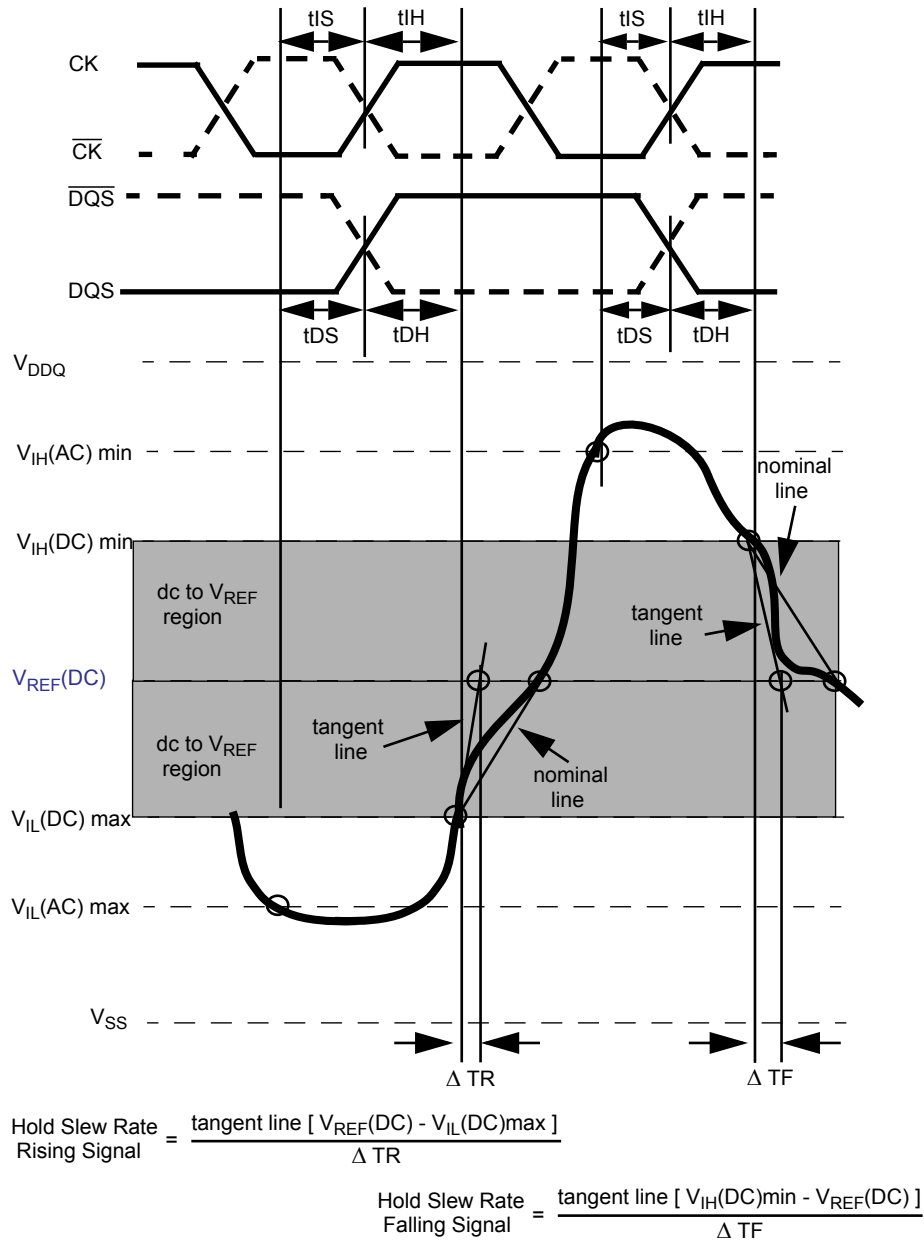 tIS tIH tIS tIH
CK
C̅K̅
D̅Q̅S̅
DQS
tDS tDH tDS tDH
VDDQ
VIH(AC) min
nominal
line
VIH(DC) min
dc to VREF
region
tangent
line
VREF(DC)
tangent
line
dc to VREF
region
nominal
line
VIL(DC) max
VIL(AC) max
VSS
Δ TR Δ TF
Hold Slew Rate
Rising Signal = tangent line [ VREF(DC) - VIL(DC)max ]
Δ TR
Hold Slew Rate
Falling Signal = tangent line [ VIH(DC)min - VREF(DC) ]
Δ TF